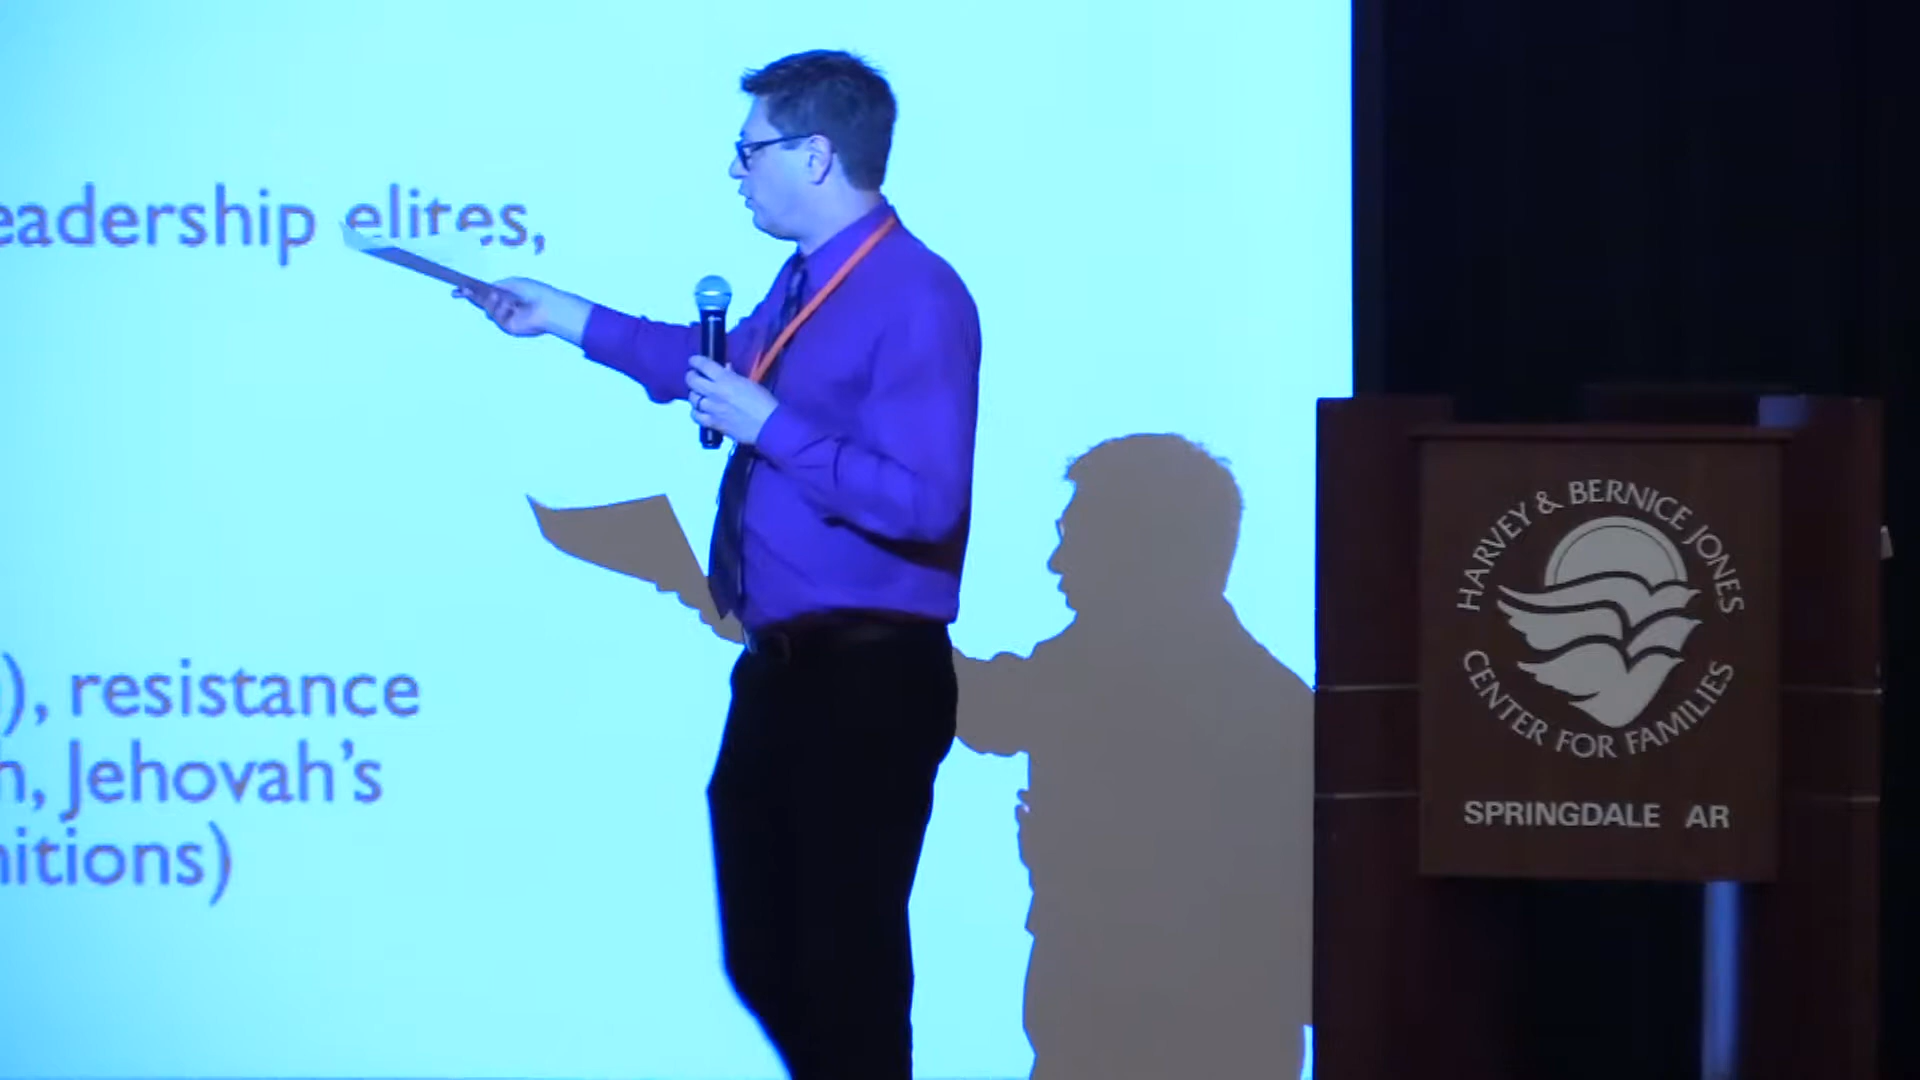 eadership elites,
), resistance
h, Jehovah's
nitions)
HARVEY & BERNICE JONES
CENTER FOR FAMILIES
SPRINGDALE AR